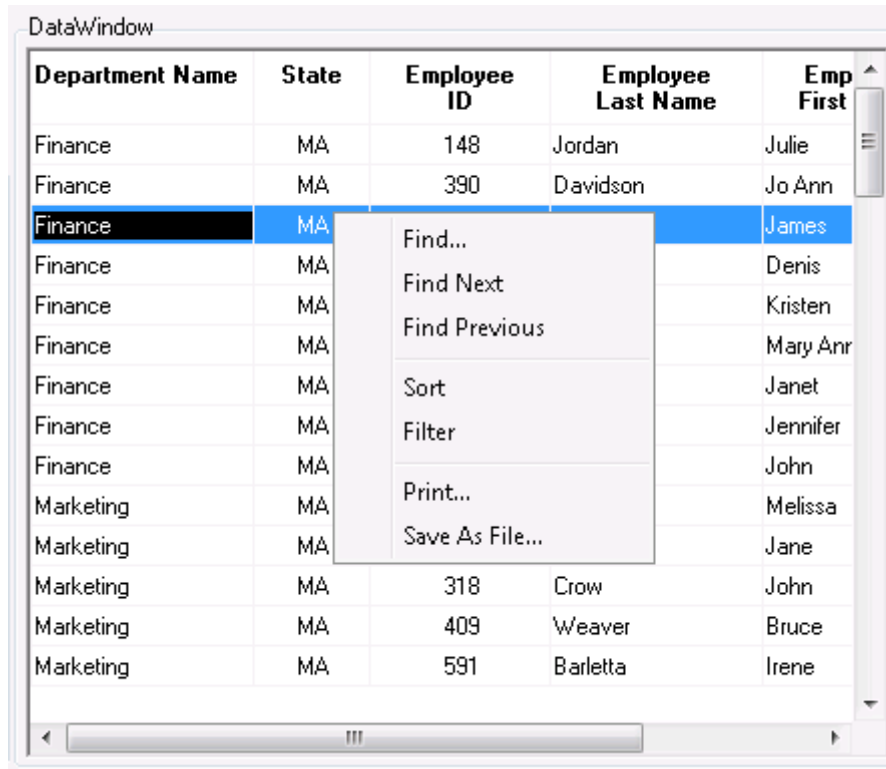 DataWindow
Department Name State Employee ID Employee Last Name Emp First
Finance MA 148 Jordan Julie
Finance MA 390 Davidson Jo Ann
Finance MA James
Finance MA Denis
Finance MA Kristen
Finance MA Mary Ann
Finance MA Janet
Finance MA Jennifer
Finance MA John
Marketing MA Melissa
Marketing MA Jane
Marketing MA 318 Crow John
Marketing MA 409 Weaver Bruce
Marketing MA 591 Barletta Irene
Find...
Find Next
Find Previous
Sort
Filter
Print...
Save As File...